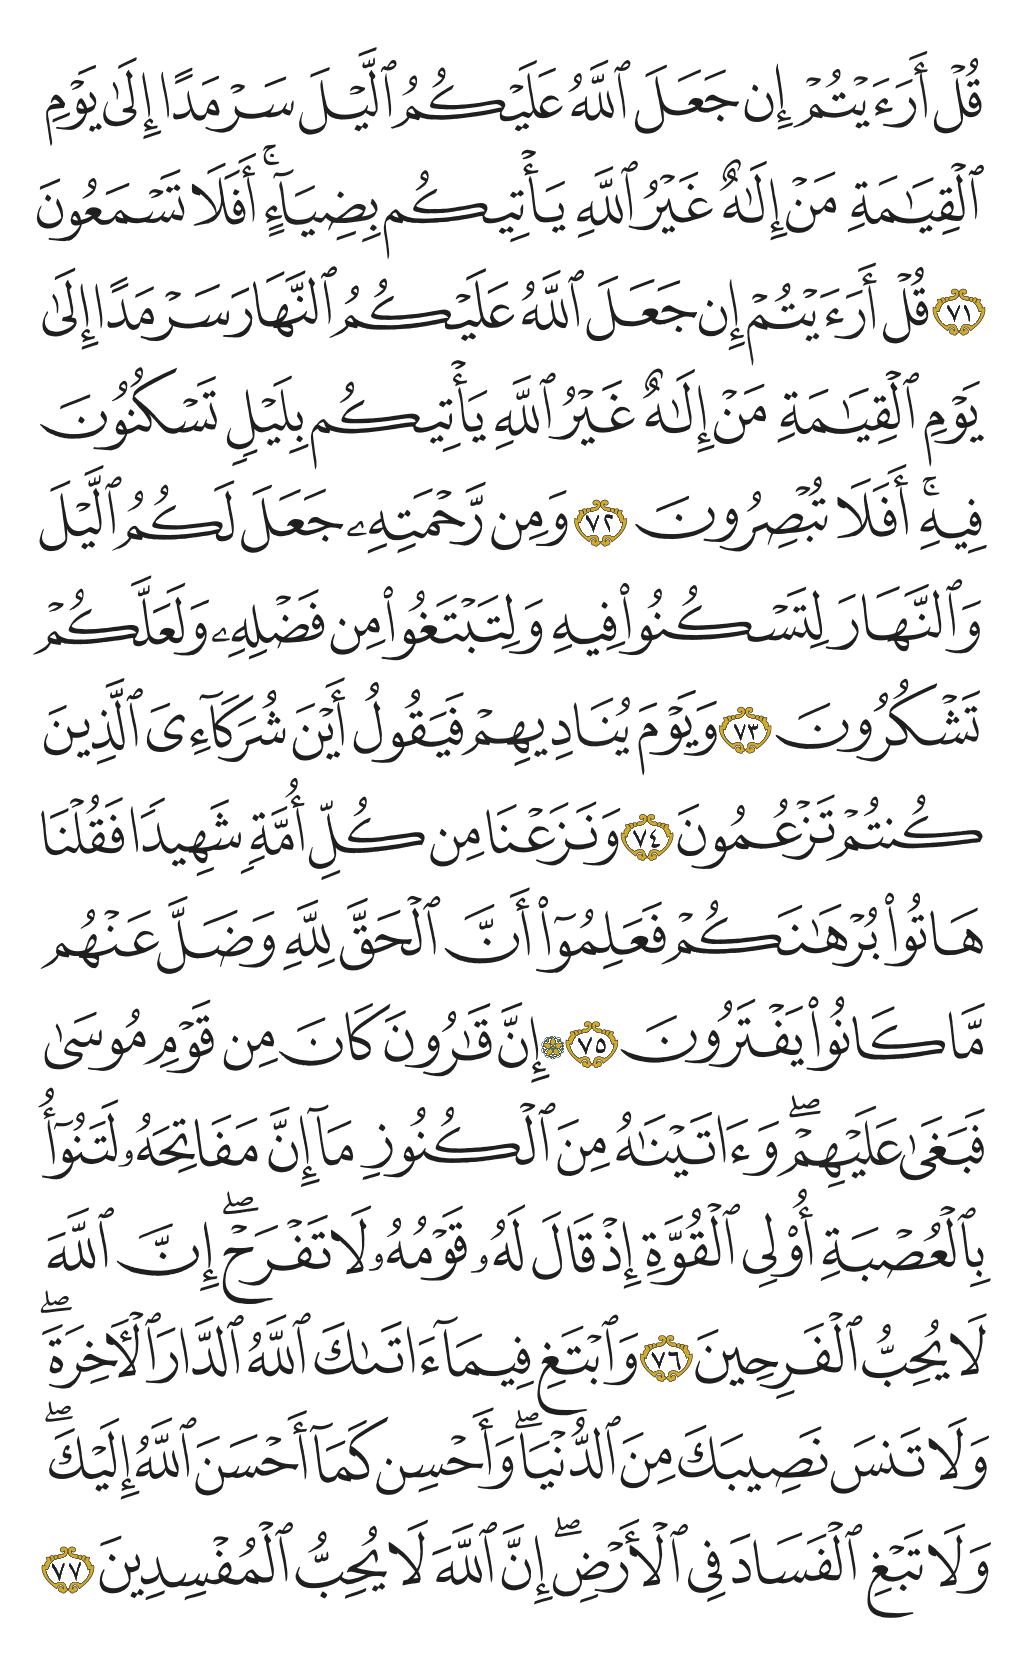 قُلْ أَرَءَيْتُمْ إِن جَعَلَ ٱللَّهُ عَلَيْكُمُ ٱلَّيْلَ سَرْمَدًا إِلَىٰ يَوْمِ
ٱلْقِيَٰمَةِ مَنْ إِلَٰهٌ غَيْرُ ٱللَّهِ يَأْتِيكُم بِضِيَآءٍ ۚ أَفَلَا تَسْمَعُونَ
٧١ قُلْ أَرَءَيْتُمْ إِن جَعَلَ ٱللَّهُ عَلَيْكُمُ ٱلنَّهَارَ سَرْمَدًا إِلَىٰ
يَوْمِ ٱلْقِيَٰمَةِ مَنْ إِلَٰهٌ غَيْرُ ٱللَّهِ يَأْتِيكُم بِلَيْلٍ تَسْكُنُونَ
فِيهِ ۚ أَفَلَا تُبْصِرُونَ ٧٢ وَمِن رَّحْمَتِهِۦ جَعَلَ لَكُمُ ٱلَّيْلَ
وَٱلنَّهَارَ لِتَسْكُنُوا۟ فِيهِ وَلِتَبْتَغُوا۟ مِن فَضْلِهِۦ وَلَعَلَّكُمْ
تَشْكُرُونَ ٧٣ وَيَوْمَ يُنَادِيهِمْ فَيَقُولُ أَيْنَ شُرَكَآءِىَ ٱلَّذِينَ
كُنتُمْ تَزْعُمُونَ ٧٤ وَنَزَعْنَا مِن كُلِّ أُمَّةٍ شَهِيدًا فَقُلْنَا
هَاتُوا۟ بُرْهَٰنَكُمْ فَعَلِمُوٓا۟ أَنَّ ٱلْحَقَّ لِلَّهِ وَضَلَّ عَنْهُم
مَّا كَانُوا۟ يَفْتَرُونَ ٧٥ ۞ إِنَّ قَٰرُونَ كَانَ مِن قَوْمِ مُوسَىٰ
فَبَغَىٰ عَلَيْهِمْ ۖ وَءَاتَيْنَٰهُ مِنَ ٱلْكُنُوزِ مَآ إِنَّ مَفَاتِحَهُۥ لَتَنُوٓأُ
بِٱلْعُصْبَةِ أُو۟لِى ٱلْقُوَّةِ إِذْ قَالَ لَهُۥ قَوْمُهُۥ لَا تَفْرَحْ ۖ إِنَّ ٱللَّهَ
لَا يُحِبُّ ٱلْفَرِحِينَ ٧٦ وَٱبْتَغِ فِيمَآ ءَاتَىٰكَ ٱللَّهُ ٱلدَّارَ ٱلْءَاخِرَةَ ۖ
وَلَا تَنسَ نَصِيبَكَ مِنَ ٱلدُّنْيَا ۖ وَأَحْسِن كَمَآ أَحْسَنَ ٱللَّهُ إِلَيْكَ ۖ
وَلَا تَبْغِ ٱلْفَسَادَ فِى ٱلْأَرْضِ ۖ إِنَّ ٱللَّهَ لَا يُحِبُّ ٱلْمُفْسِدِينَ ٧٧